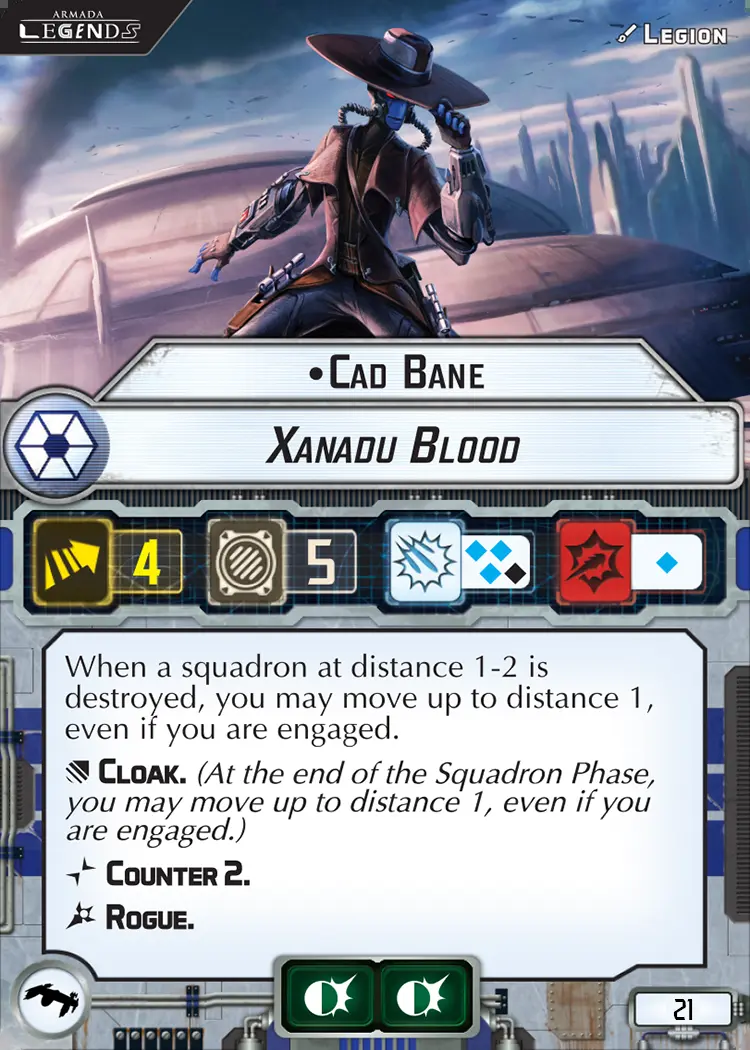 ARMADA
LEGENDS
Legion
•Cad Bane
Xanadu Blood
4
5
When a squadron at distance 1-2 is
destroyed, you may move up to distance 1,
even if you are engaged.
Cloak. (At the end of the Squadron Phase,
you may move up to distance 1, even if you
are engaged.)
Counter 2.
Rogue.
21